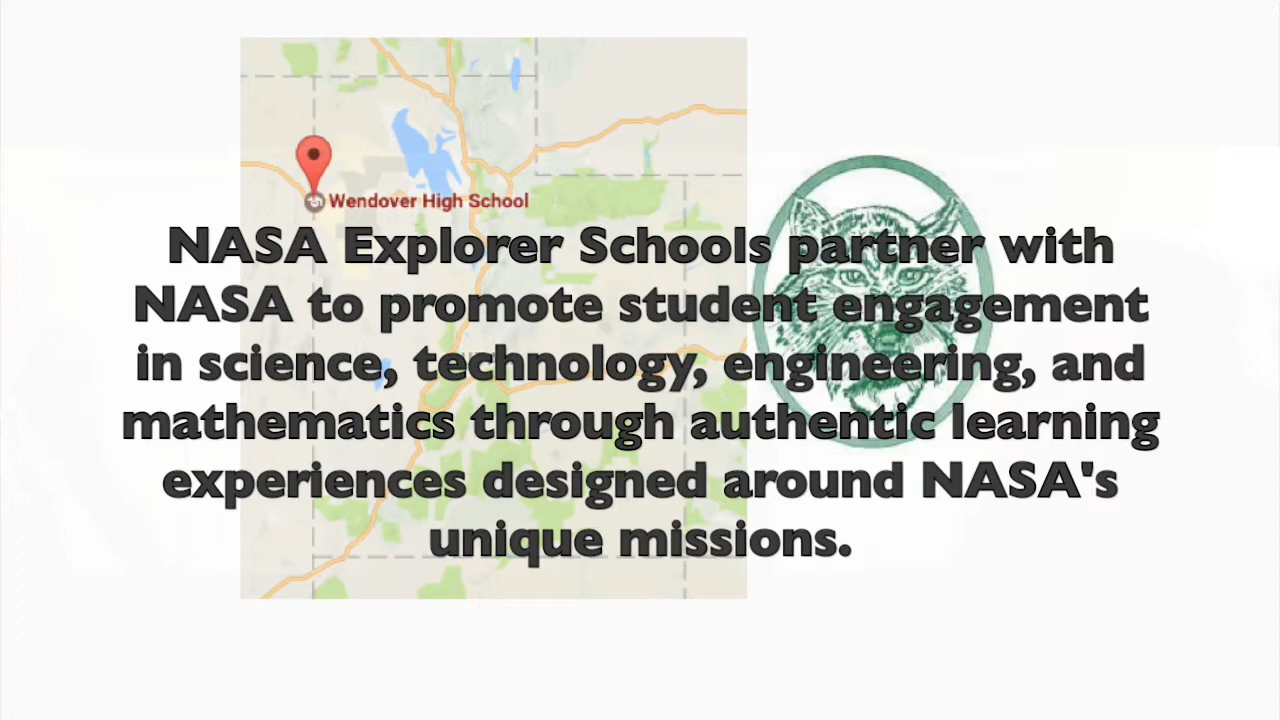 Wendover High School
NASA Explorer Schools partner with
NASA to promote student engagement
in science, technology, engineering, and
mathematics through authentic learning
experiences designed around NASA's
unique missions.